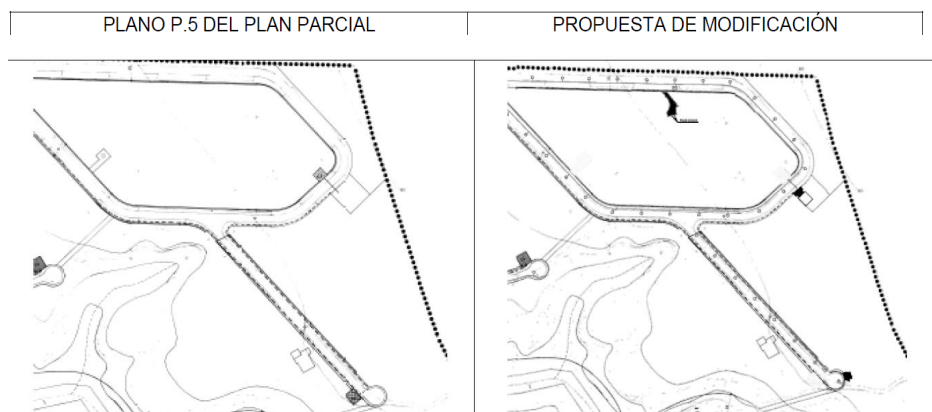 PLANO P.5 DEL PLAN PARCIAL
PROPUESTA DE MODIFICACIÓN